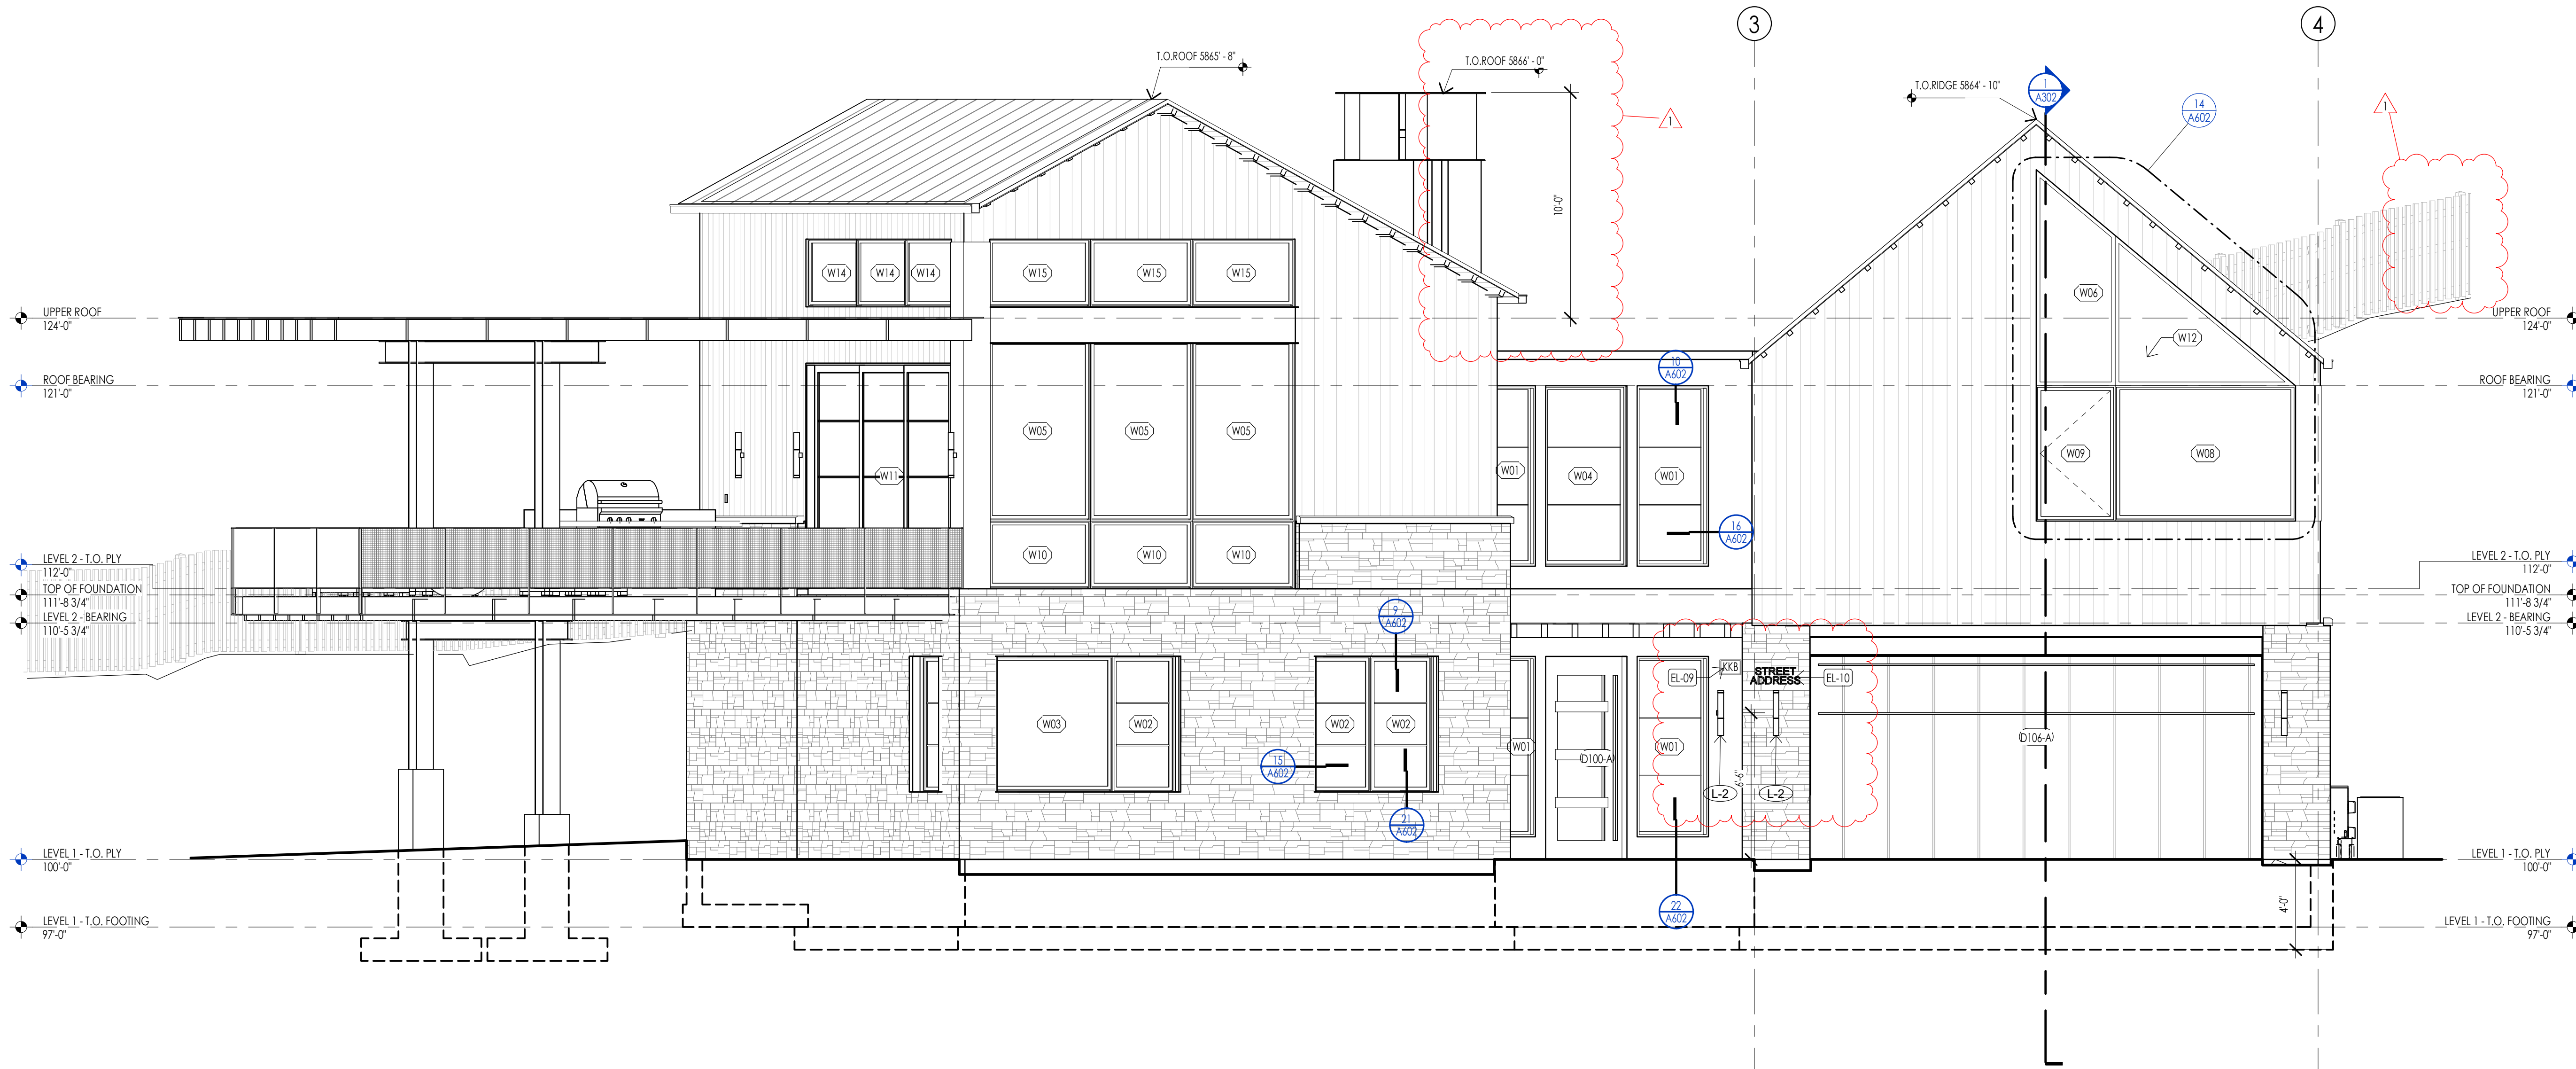 3
4
T.O.ROOF 5865' - 8"
T.O.ROOF 5866' - 0"
T.O.RIDGE 5864' - 10"
1
A302
14
A602
1
1
10'-0"
W14
W14
W14
W15
W15
W15
W06
W12
UPPER ROOF
124'-0"
UPPER ROOF
124'-0"
ROOF BEARING
121'-0"
ROOF BEARING
121'-0"
10
A602
W05
W05
W05
W11
W01
W04
W01
W09
W08
16
A602
W10
W10
W10
LEVEL 2 - T.O. PLY
112'-0"
LEVEL 2 - T.O. PLY
112'-0"
TOP OF FOUNDATION
111'-8 3/4"
TOP OF FOUNDATION
111'-8 3/4"
LEVEL 2 - BEARING
110'-5 3/4"
LEVEL 2 - BEARING
110'-5 3/4"
9
A602
EL-09
KKB
STREET
ADDRESS
EL-10
W03
W02
W02
W02
W01
W01
(D100-A)
(D106-A)
15
A602
6'-6"
L-2
L-2
21
A602
LEVEL 1 - T.O. PLY
100'-0"
LEVEL 1 - T.O. PLY
100'-0"
22
A602
4'-0"
LEVEL 1 - T.O. FOOTING
97'-0"
LEVEL 1 - T.O. FOOTING
97'-0"